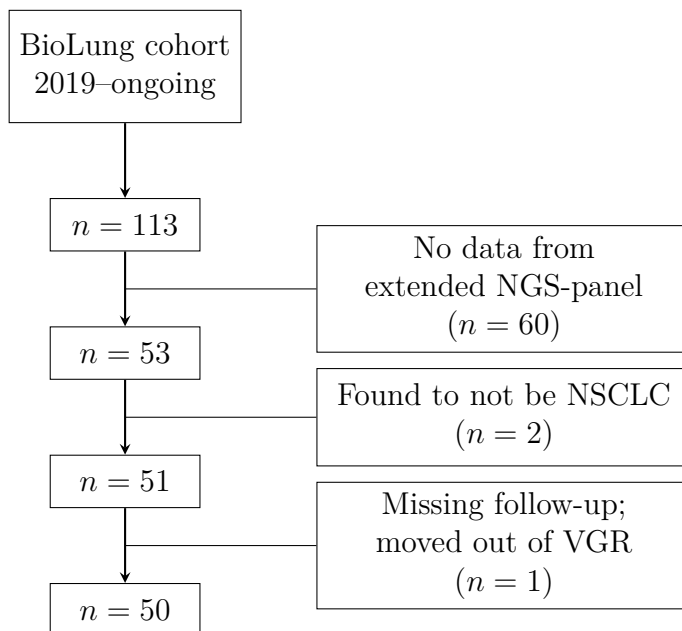 BioLung cohort
2019–ongoing
n = 113
No data from
extended NGS-panel
(n = 60)
n = 53
Found to not be NSCLC
(n = 2)
n = 51
Missing follow-up;
moved out of VGR
(n = 1)
n = 50